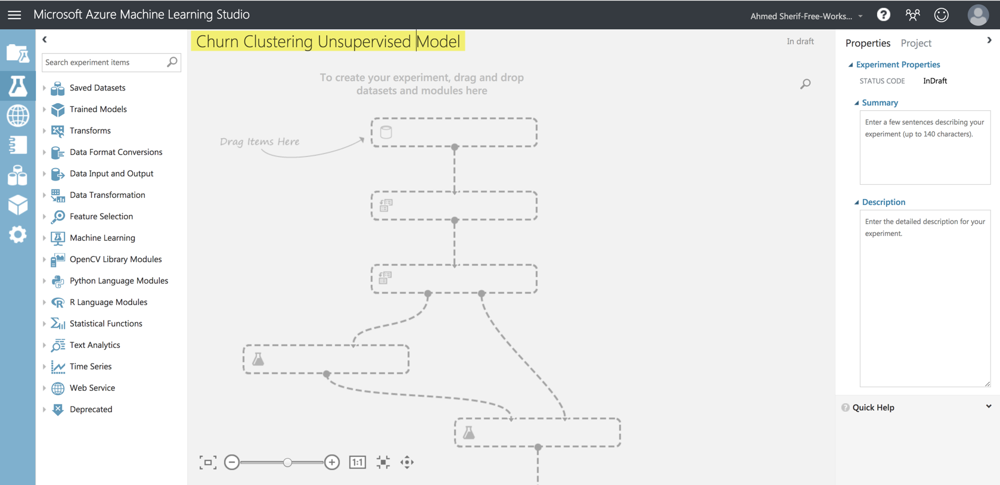 Microsoft Azure Machine Learning Studio
Ahmed Sherif-Free-Works...
?
Churn Clustering Unsupervised Model
In draft
Search experiment items
Saved Datasets
Trained Models
Transforms
Data Format Conversions
Data Input and Output
Data Transformation
Feature Selection
Machine Learning
OpenCV Library Modules
Python Language Modules
R Language Modules
Statistical Functions
Text Analytics
Time Series
Web Service
Deprecated
To create your experiment, drag and drop
datasets and modules here
Drag Items Here
1:1
Properties Project
Experiment Properties
STATUS CODE InDraft
Summary
Enter a few sentences describing your
experiment (up to 140 characters).
Description
Enter the detailed description for your
experiment.
? Quick Help